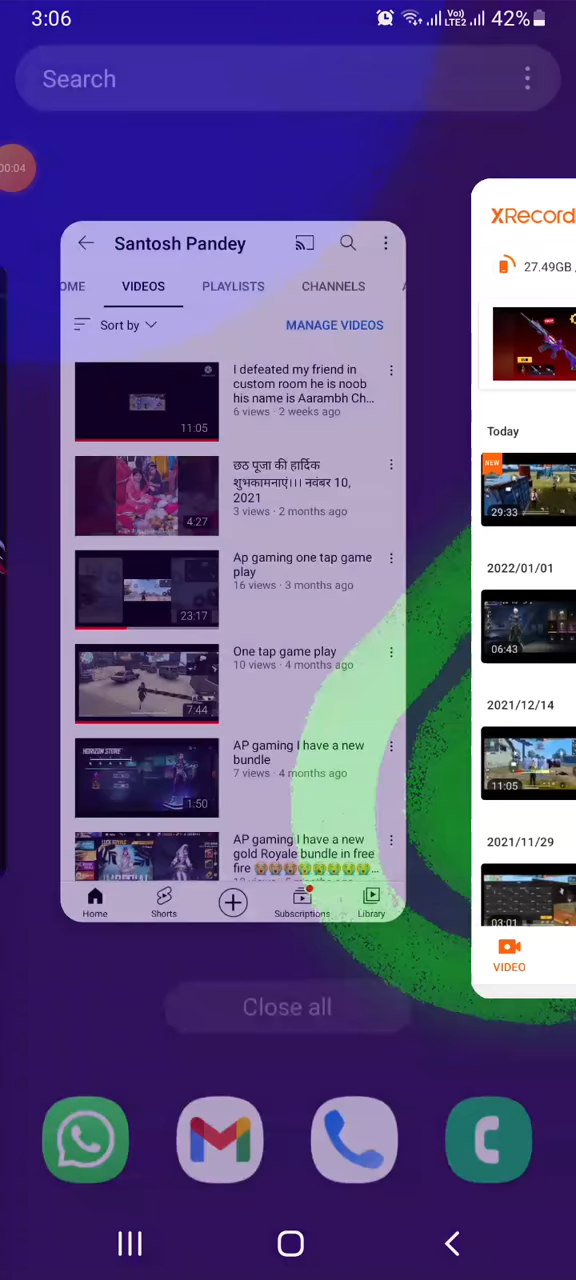 3:06
Vo)) LTE2 42%
Search
00:04
Santosh Pandey
OME VIDEOS PLAYLISTS CHANNELS
Sort by
MANAGE VIDEOS
I defeated my friend in
custom room he is noob
his name is Aarambh Ch...
6 views · 2 weeks ago
11:05
छठ पूजा की हार्दिक
शुभकामनाएं।।। नवंबर 10,
2021
3 views · 2 months ago
4:27
Ap gaming one tap game
play
16 views · 3 months ago
23:17
One tap game play
10 views · 4 months ago
7:44
HORIZON STORE
AP gaming I have a new
bundle
7 views · 4 months ago
1:50
AP gaming I have a new
gold Royale bundle in free
fire 😭😭😭😭😭😭😭...
Home
Shorts
Subscriptions
Library
XRecord
27.49GB
Today
NEW
29:33
2022/01/01
06:43
2021/12/14
11:05
2021/11/29
03:01
VIDEO
Close all